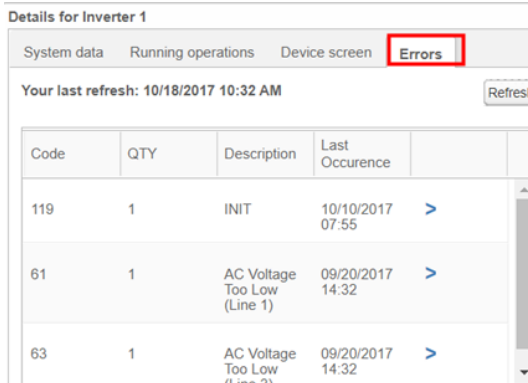 Details for Inverter 1
System data Running operations Device screen Errors
Your last refresh: 10/18/2017 10:32 AM
Code QTY Description Last
Occurence
119 1 INIT 10/10/2017
07:55 >
61 1 AC Voltage
Too Low
(Line 1) 09/20/2017
14:32 >
63 1 AC Voltage
Too Low 09/20/2017
14:32 >